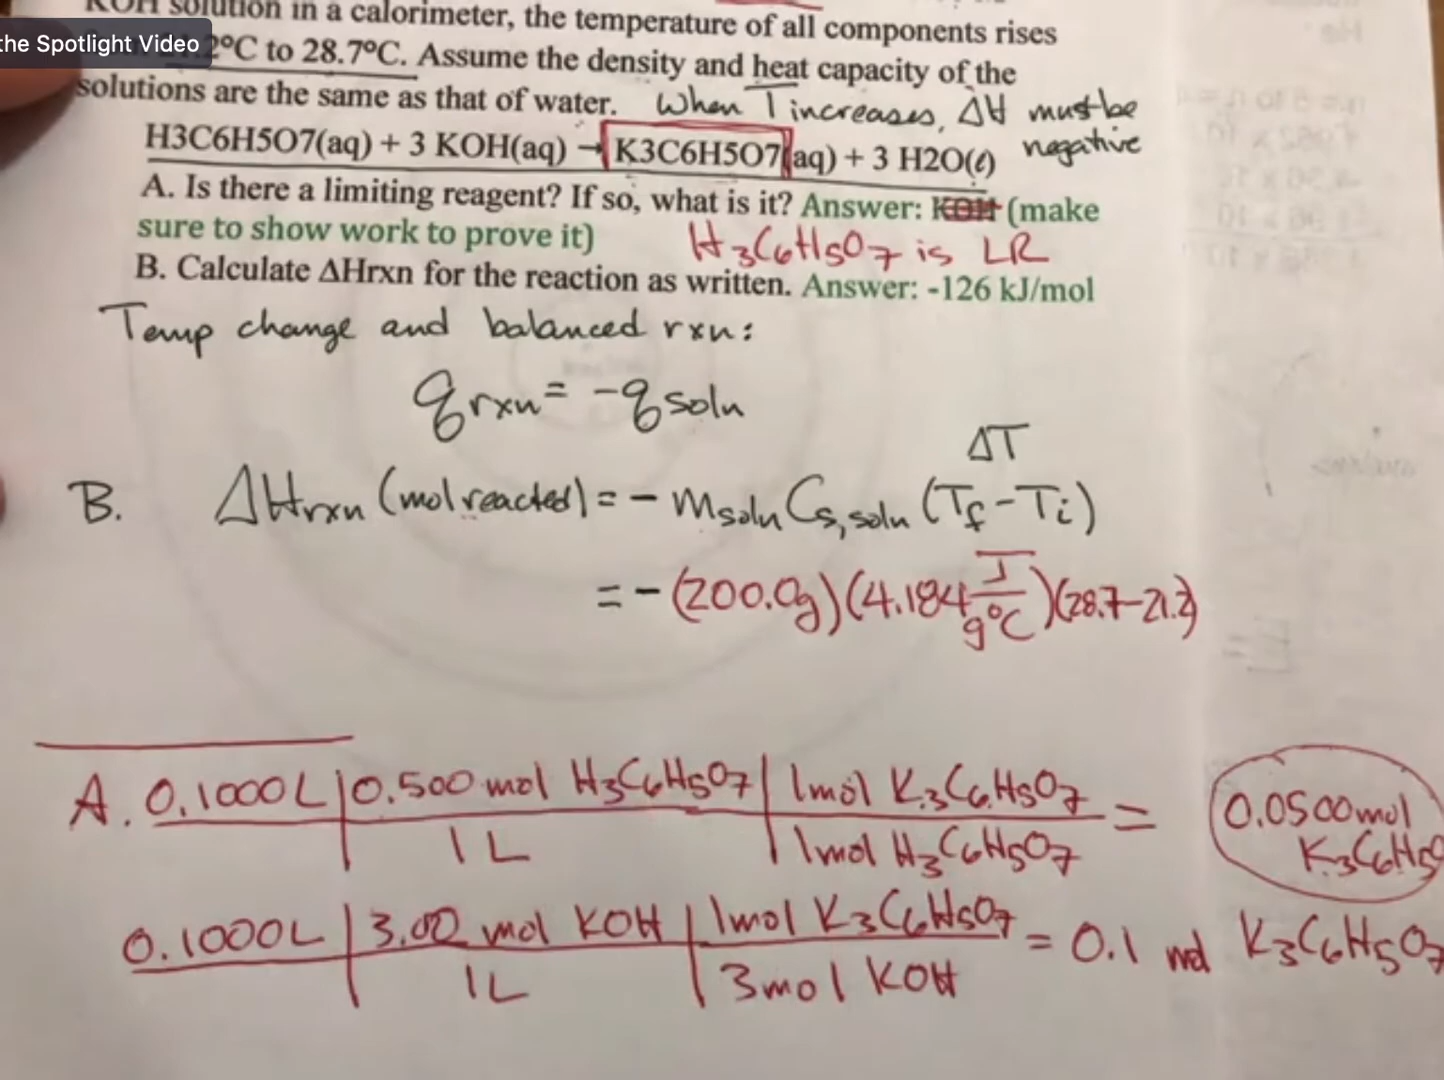 KOH solution in a calorimeter, the temperature of all components rises
the Spotlight Video
2°C to 28.7°C. Assume the density and heat capacity of the
solutions are the same as that of water. When T increases, ΔH must be
negative
H3C6H5O7(aq) + 3 KOH(aq) → K3C6H5O7(aq) + 3 H2O(ℓ)
A. Is there a limiting reagent? If so, what is it? Answer: KOH (make
sure to show work to prove it) H3C6H5O7 is LR
B. Calculate ΔHrxn for the reaction as written. Answer: -126 kJ/mol
Temp change and balanced rxn:
qrxn = -qsoln
ΔT
B. ΔHrxn (mol reacted) = - msoln Cs,soln (Tf - Ti)
= - (200.0g)(4.184 J/g°C)(28.7-21.2)
A. 0.1000L | 0.500 mol H3C6H5O7 | 1mol K3C6H5O7 = 0.0500mol
1L | 1mol H3C6H5O7 K3C6H5O
0.1000L | 3.00 mol KOH | 1mol K3C6H5O7 = 0.1 mol K3C6H5O7
1L | 3mol KOH